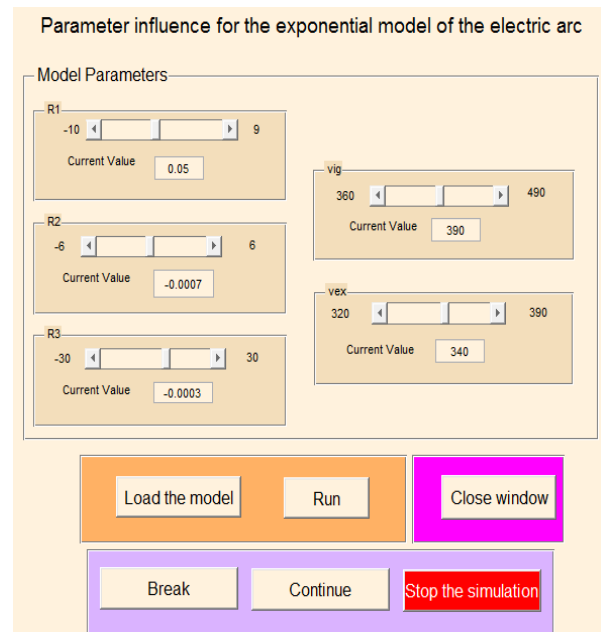 Parameter influence for the exponential model of the electric arc
Model Parameters
R1
-10 9
Current Value 0.05
R2
-6 6
Current Value -0.0007
R3
-30 30
Current Value -0.0003
vig
360 490
Current Value 390
vex
320 390
Current Value 340
Load the model Run Close window
Break Continue Stop the simulation